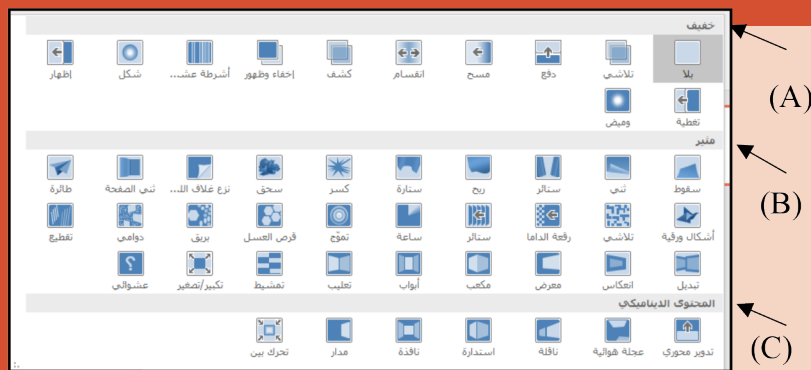 خفيف
بلا تلاشي دفع مسح انقسام كشف إخفاء وظهور أشرطة عش... شكل إظهار
تغطية وميض
(A)
مثير
سقوط ثني ستائر ريح ستارة كسر سحق نزع غلاف الل... ثني الصفحة طائرة
(B)
أشكال ورقية تلاشي رقعة الداما ستائر ساعة تموّج قرص العسل بريق دوامي تقطيع
تبديل انعكاس معرض مكعب أبواب تعليب تمشيط تكبير/تصغير عشوائي
المحتوى الديناميكي
تدوير محوري عجلة هوائية ناقلة استدارة نافذة مدار تحرك بين
(C)